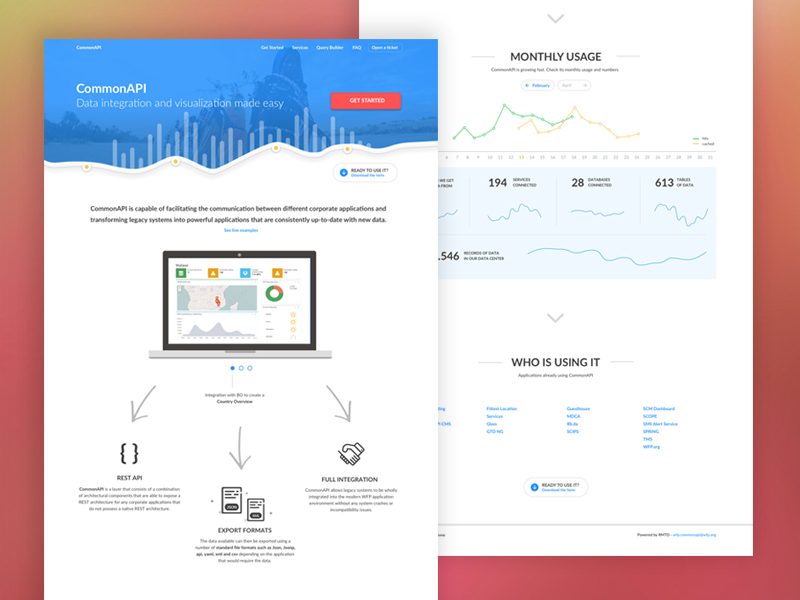 CommonAPI
Get Started
Services
Query Builder
FAQ
Open a ticket
CommonAPI
Data integration and visualization made easy
GET STARTED
READY TO USE IT?
Download the form
CommonAPI is capable of facilitating the communication between different corporate applications and
transforming legacy systems into powerful applications that are consistently up-to-date with new data.
See live examples
Integration with BO to create a
Country Overview
REST API
CommonAPI is a layer that consists of a combination
of architectural components that are able to expose a
REST architecture for any corporate applications that
do not possess a native REST architecture.
JSON
XML
EXPORT FORMATS
The data available can then be exported using a
number of standard file formats such as Json, Jsonp,
api, yaml, xml and csv depending on the application
that would require the data.
FULL INTEGRATION
CommonAPI allows legacy systems to be wholly
integrated into the modern WFP application
environment without any system crashes or
incompatibility issues.
MONTHLY USAGE
CommonAPI is growing fast. Check its monthly usage and numbers
February
April
hits
cached
6 7 8 9 10 11 12 13 14 15 16 17 18 19 20 21 22 23 24 25 26 27 28 29 30 31
WE GET
FROM
194 SERVICES
CONNECTED
28 DATABASES
CONNECTED
613 TABLES
OF DATA
.546 RECORDS OF DATA
IN OUR DATA CENTER
WHO IS USING IT
Applications already using CommonAPI
CMS
Fittest Location
Services
Glass
OTD NG
Guesthouse
MDCA
Rb.de
SCIPS
SCM Dashboard
SCOPE
SMS Alert Service
SPRING
TMS
WFP.org
READY TO USE IT?
Download the form
Powered by RMTD - wfp.commonapi@wfp.org